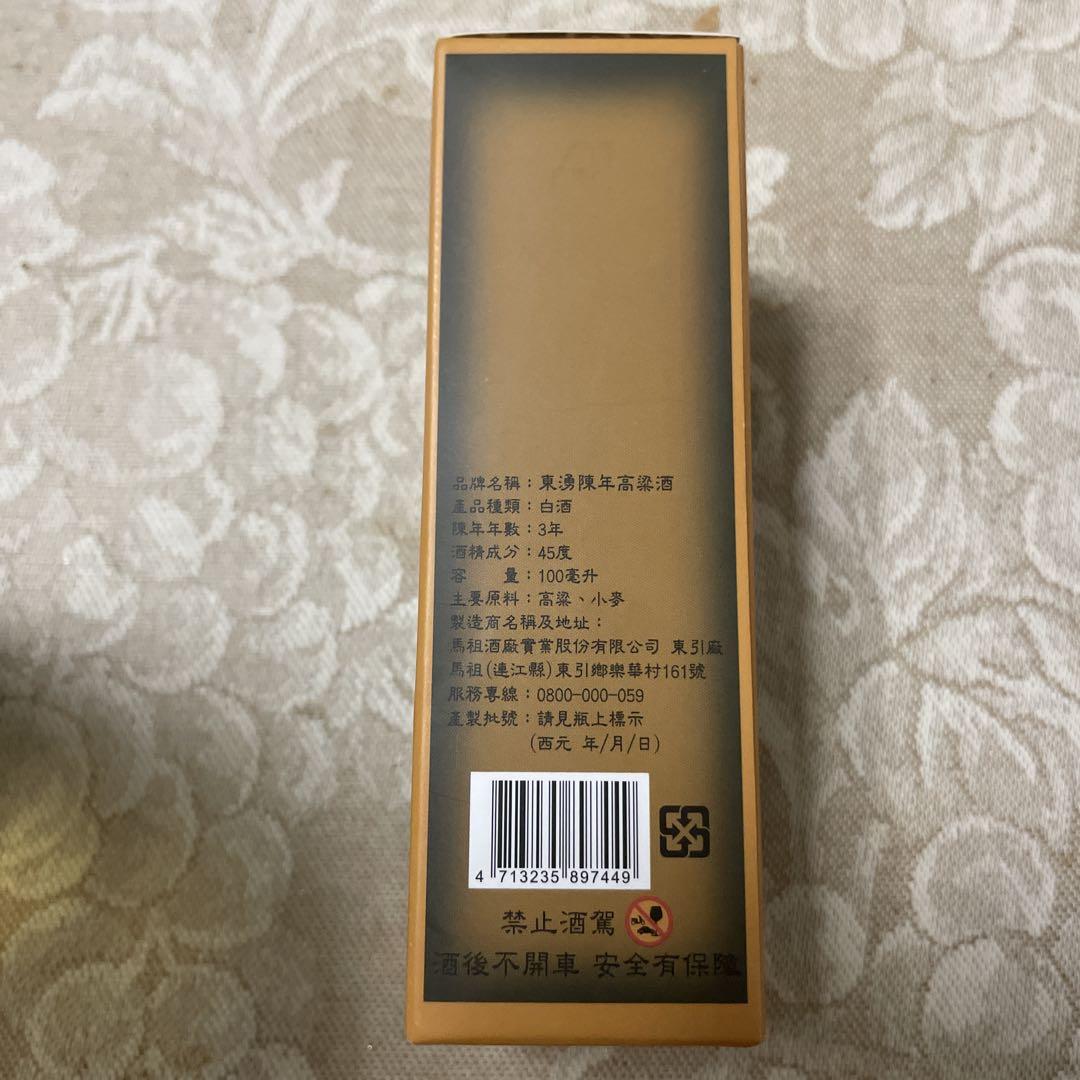 品牌名稱：東湧陳年高粱酒
產品種類：白酒
陳年年數：3年
酒精成分：45度
容　　量：100毫升
主要原料：高粱、小麥
製造商名稱及地址：
馬祖酒廠實業股份有限公司 東引廠
馬祖(連江縣)東引鄉樂華村161號
服務專線：0800-000-059
產製批號：請見瓶上標示
(西元 年/月/日)
4 713235 897449
禁止酒駕
酒後不開車 安全有保障